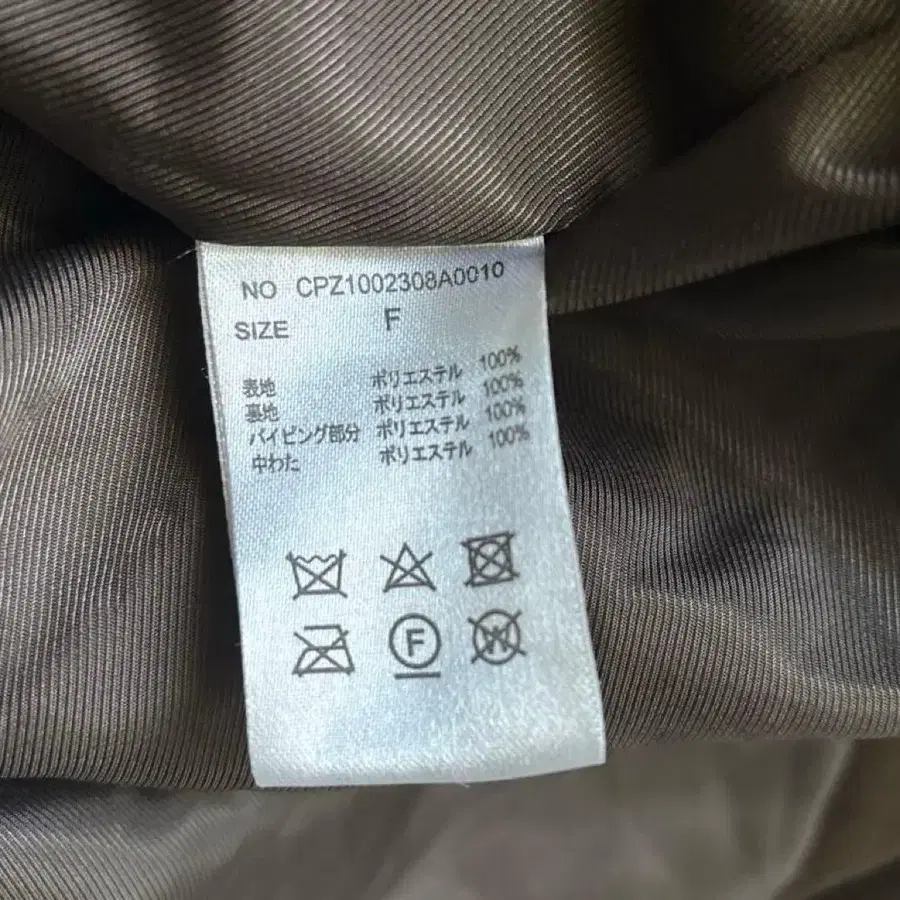 NO CPZ1002308A0010
SIZE F
表地 ポリエステル 100%
裏地 ポリエステル 100%
パイピング部分 ポリエステル 100%
中わた ポリエステル 100%
F W